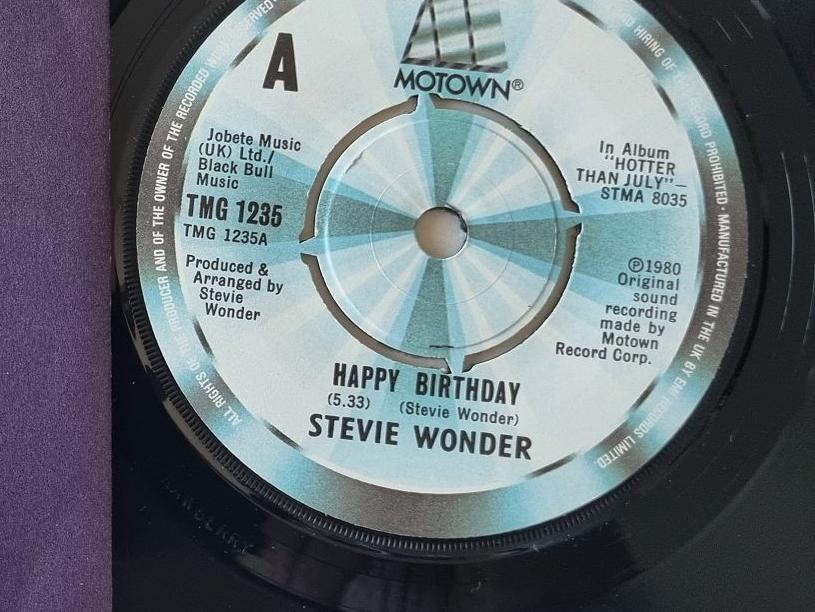 A
MOTOWN®
Jobete Music
(UK) Ltd./
Black Bull
Music
TMG 1235
TMG 1235A
Produced &
Arranged by
Stevie
Wonder
In Album
"HOTTER
THAN JULY"–
STMA 8035
℗1980
Original
sound
recording
made by
Motown
Record Corp.
HAPPY BIRTHDAY
(5.33) (Stevie Wonder)
STEVIE WONDER
ALL RIGHTS OF THE PRODUCER AND OF THE OWNER OF THE RECORDED WORK RESERVED
HIRING OF RECORD PROHIBITED · MANUFACTURED IN THE UK BY EMI RECORDS LIMITED.